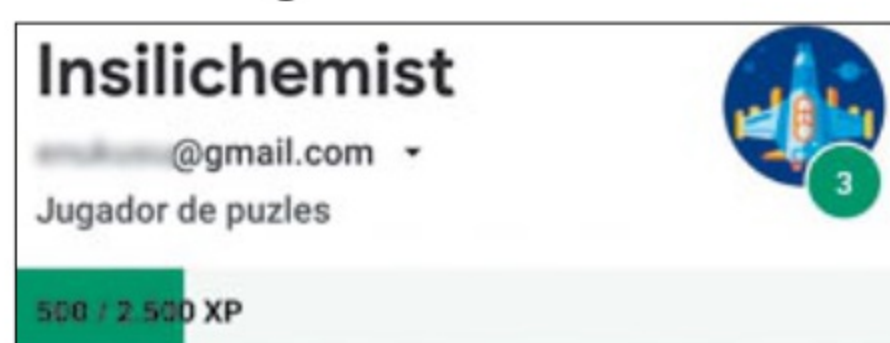 Insilichemist
@gmail.com
Jugador de puzles
3
500 / 2.500 XP